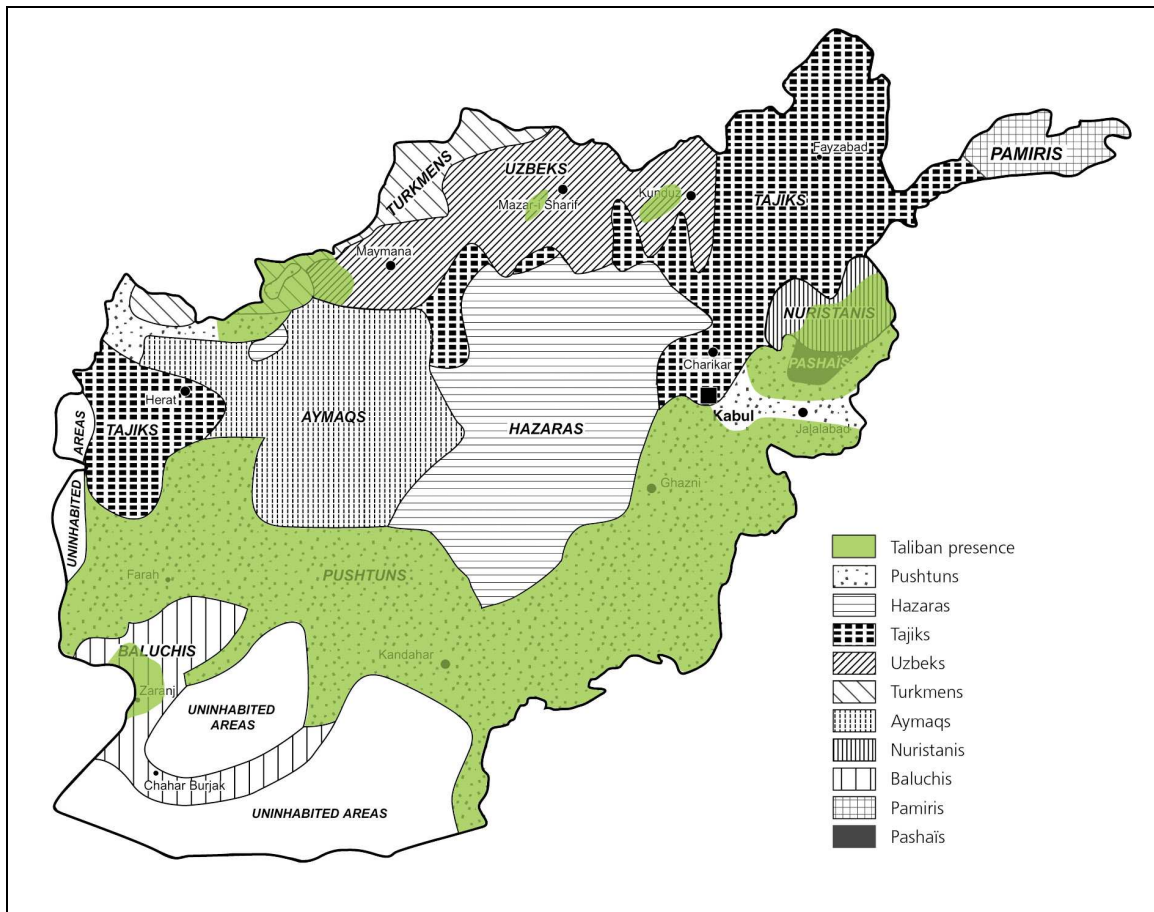 PAMIRIS
Fayzabad
UZBEKS
TURKMENS
Mazar-i Sharif
Kunduz
TAJIKS
Maymana
NURISTANIS
PASHAÏS
Charikar
Herat
Kabul
Jalalabad
AREAS
TAJIKS
AYMAQS
HAZARAS
UNINHABITED
Ghazni
Farah
PUSHTUNS
BALUCHIS
Kandahar
Zaranj
UNINHABITED
AREAS
Chahar Burjak
UNINHABITED AREAS
Taliban presence
Pushtuns
Hazaras
Tajiks
Uzbeks
Turkmens
Aymaqs
Nuristanis
Baluchis
Pamiris
Pashaïs